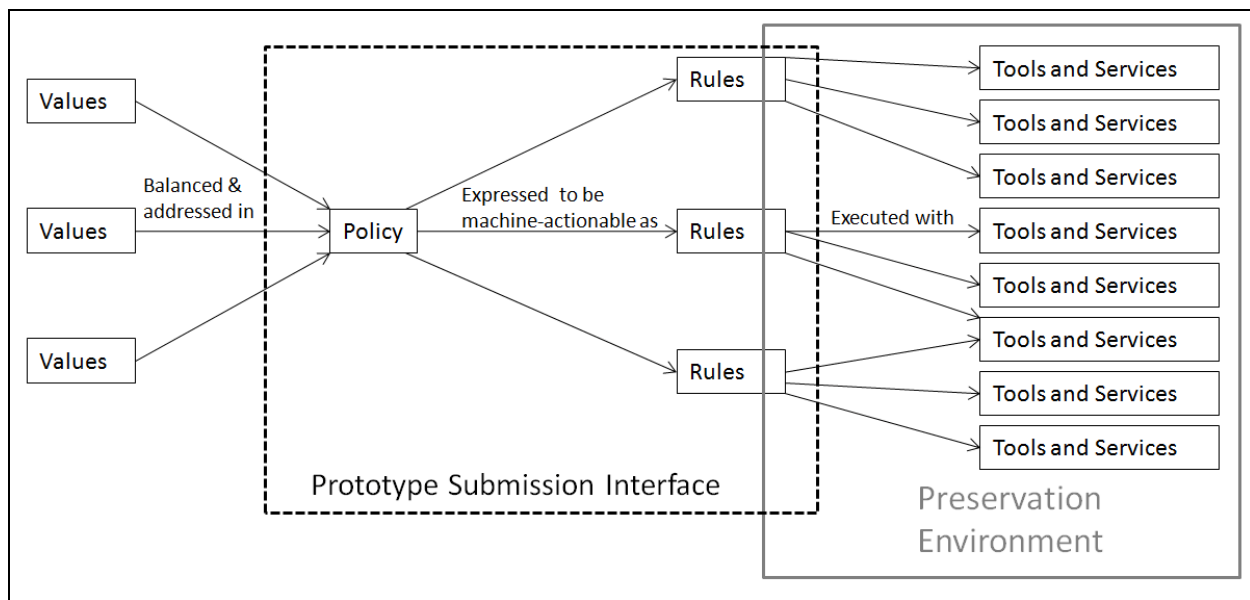 Values
Values
Values
Balanced &
addressed in
Policy
Expressed to be
machine-actionable as
Rules
Rules
Rules
Executed with
Tools and Services
Tools and Services
Tools and Services
Tools and Services
Tools and Services
Tools and Services
Tools and Services
Tools and Services
Prototype Submission Interface
Preservation
Environment